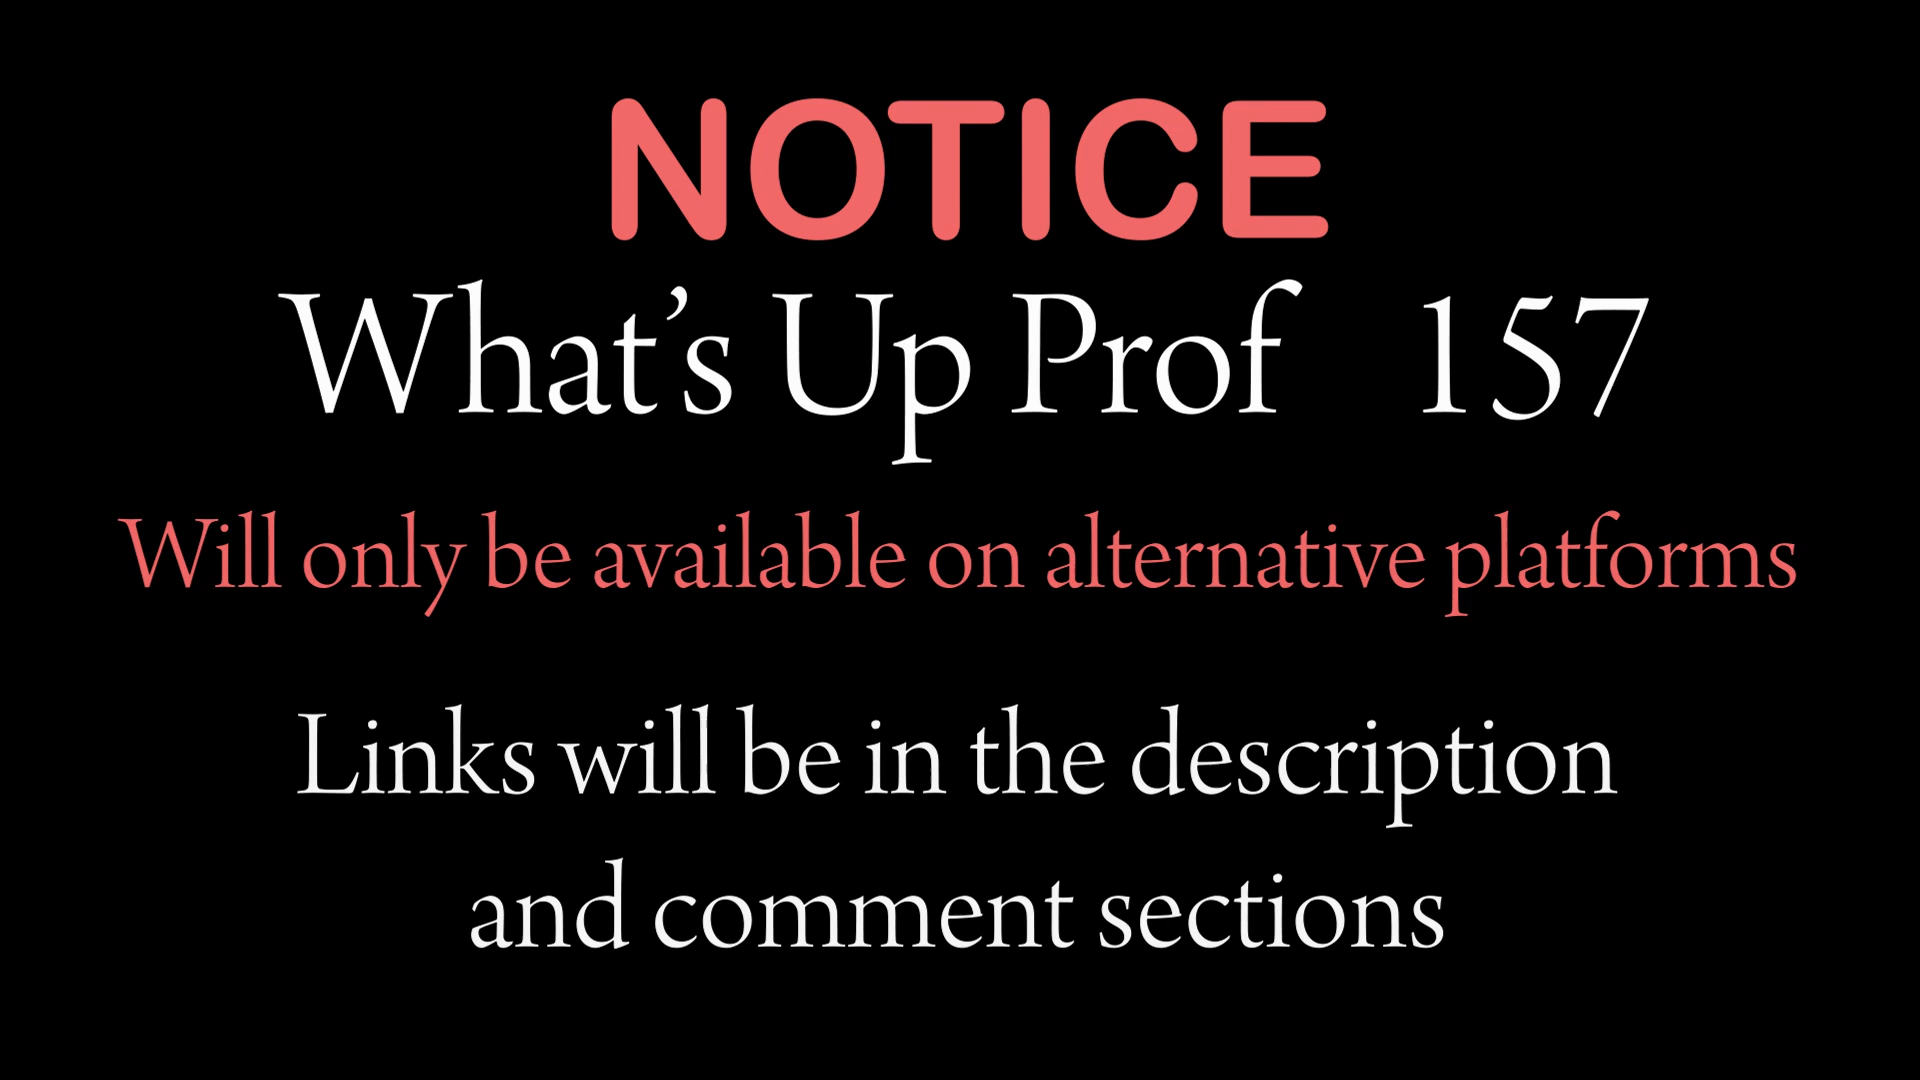 NOTICE
What’s Up Prof 157
Will only be available on alternative platforms
Links will be in the description
and comment sections